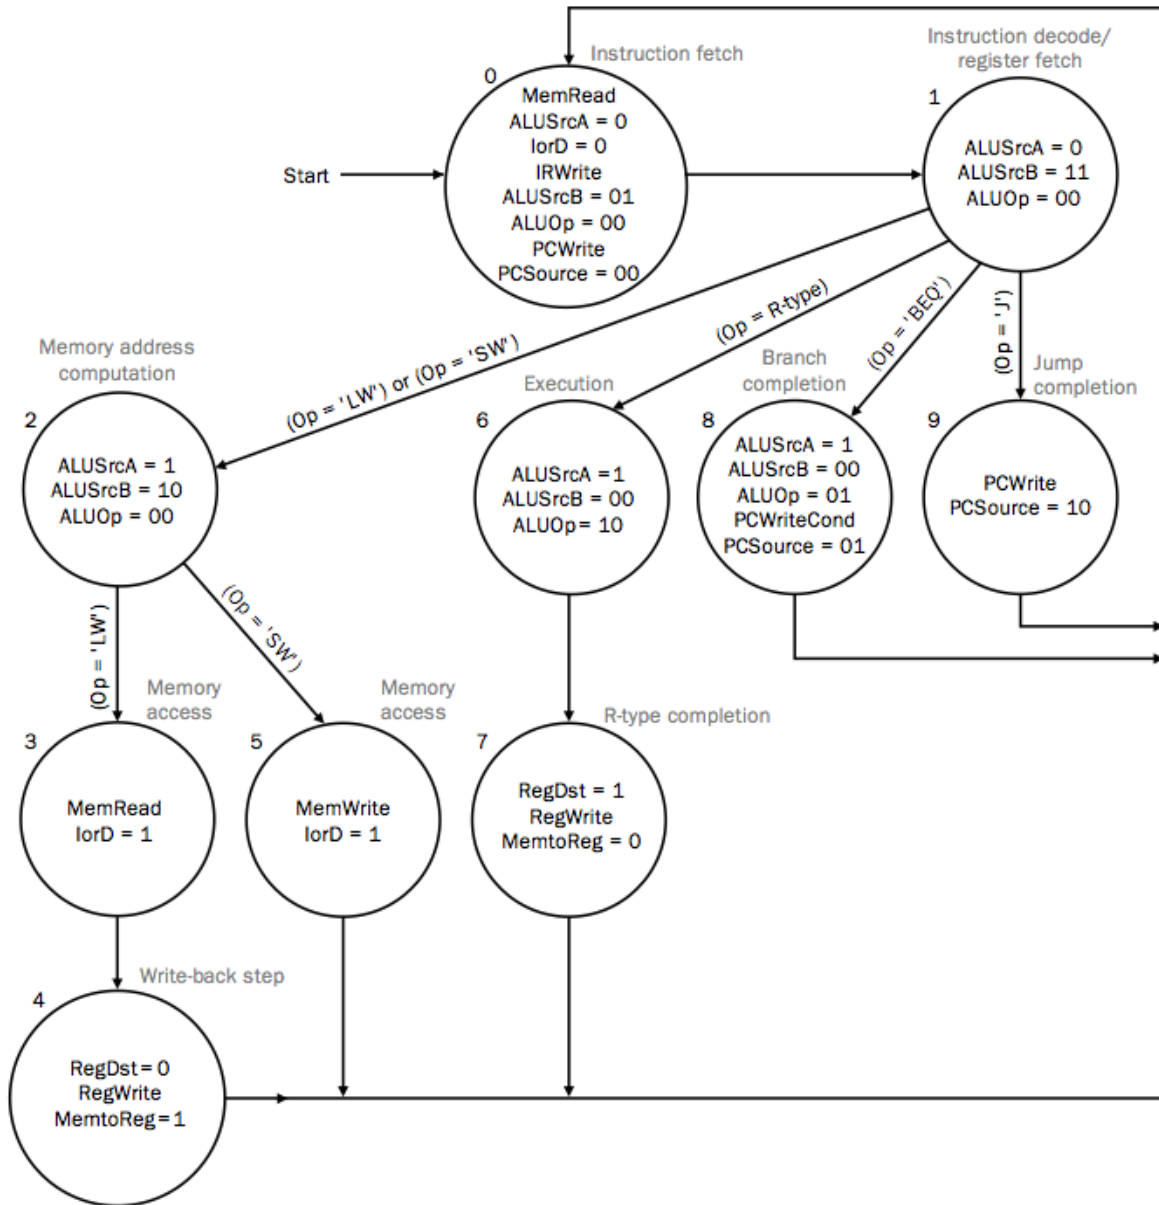 Instruction fetch
0
MemRead
ALUSrcA = 0
IorD = 0
IRWrite
ALUSrcB = 01
ALUOp = 00
PCWrite
PCSource = 00
Start
Instruction decode/
register fetch
1
ALUSrcA = 0
ALUSrcB = 11
ALUOp = 00
(Op = 'LW') or (Op = 'SW')
(Op = R-type)
(Op = 'BEQ')
(Op = 'J')
Memory address
computation
2
ALUSrcA = 1
ALUSrcB = 10
ALUOp = 00
Execution
6
ALUSrcA =1
ALUSrcB = 00
ALUOp= 10
Branch
completion
8
ALUSrcA = 1
ALUSrcB = 00
ALUOp = 01
PCWriteCond
PCSource = 01
Jump
completion
9
PCWrite
PCSource = 10
(Op = 'LW')
(Op = 'SW')
Memory
access
3
MemRead
IorD = 1
Memory
access
5
MemWrite
IorD = 1
R-type completion
7
RegDst = 1
RegWrite
MemtoReg = 0
Write-back step
4
RegDst= 0
RegWrite
MemtoReg=1